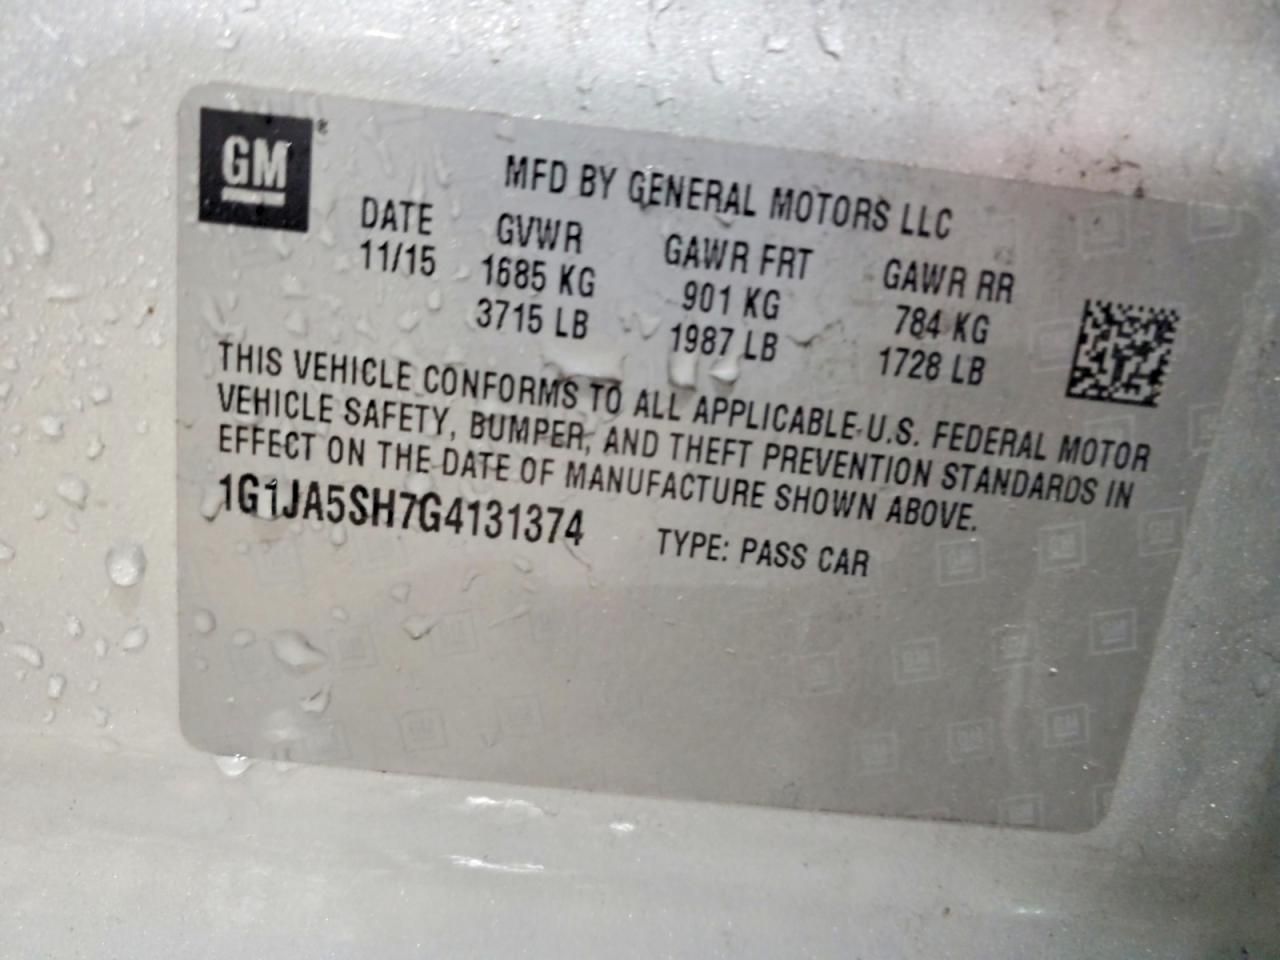 GM®
MFD BY GENERAL MOTORS LLC
DATE GVWR GAWR FRT GAWR RR
11/15 1685 KG 901 KG 784 KG
3715 LB 1987 LB 1728 LB
THIS VEHICLE CONFORMS TO ALL APPLICABLE U.S. FEDERAL MOTOR
VEHICLE SAFETY, BUMPER, AND THEFT PREVENTION STANDARDS IN
EFFECT ON THE DATE OF MANUFACTURE SHOWN ABOVE.
1G1JA5SH7G4131374 TYPE: PASS CAR